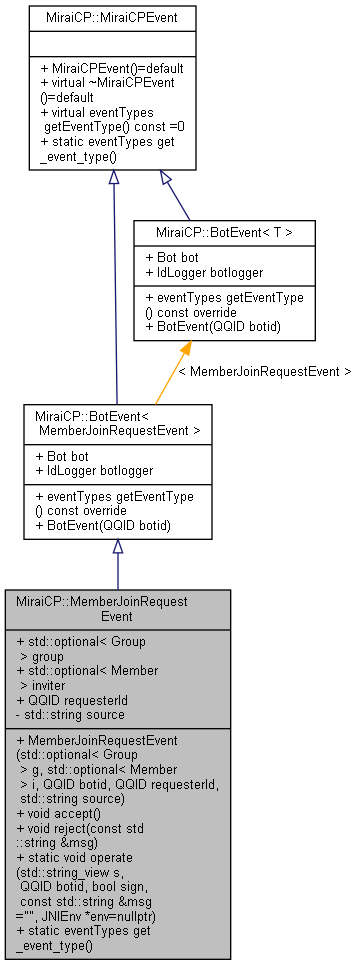 MiraiCP::MiraiCPEvent
+ MiraiCPEvent()=default
+ virtual ~MiraiCPEvent
()=default
+ virtual eventTypes
getEventType() const =0
+ static eventTypes get
_event_type()
MiraiCP::BotEvent< T >
+ Bot bot
+ IdLogger botlogger
+ eventTypes getEventType
() const override
+ BotEvent(QQID botid)
< MemberJoinRequestEvent >
MiraiCP::BotEvent<
MemberJoinRequestEvent >
+ Bot bot
+ IdLogger botlogger
+ eventTypes getEventType
() const override
+ BotEvent(QQID botid)
MiraiCP::MemberJoinRequest
Event
+ std::optional< Group
> group
+ std::optional< Member
> inviter
+ QQID requesterId
- std::string source
+ MemberJoinRequestEvent
(std::optional< Group
> g, std::optional< Member
> i, QQID botid, QQID requesterId,
std::string source)
+ void accept()
+ void reject(const std
::string &msg)
+ static void operate
(std::string_view s,
QQID botid, bool sign,
const std::string &msg
="", JNIEnv *env=nullptr)
+ static eventTypes get
_event_type()